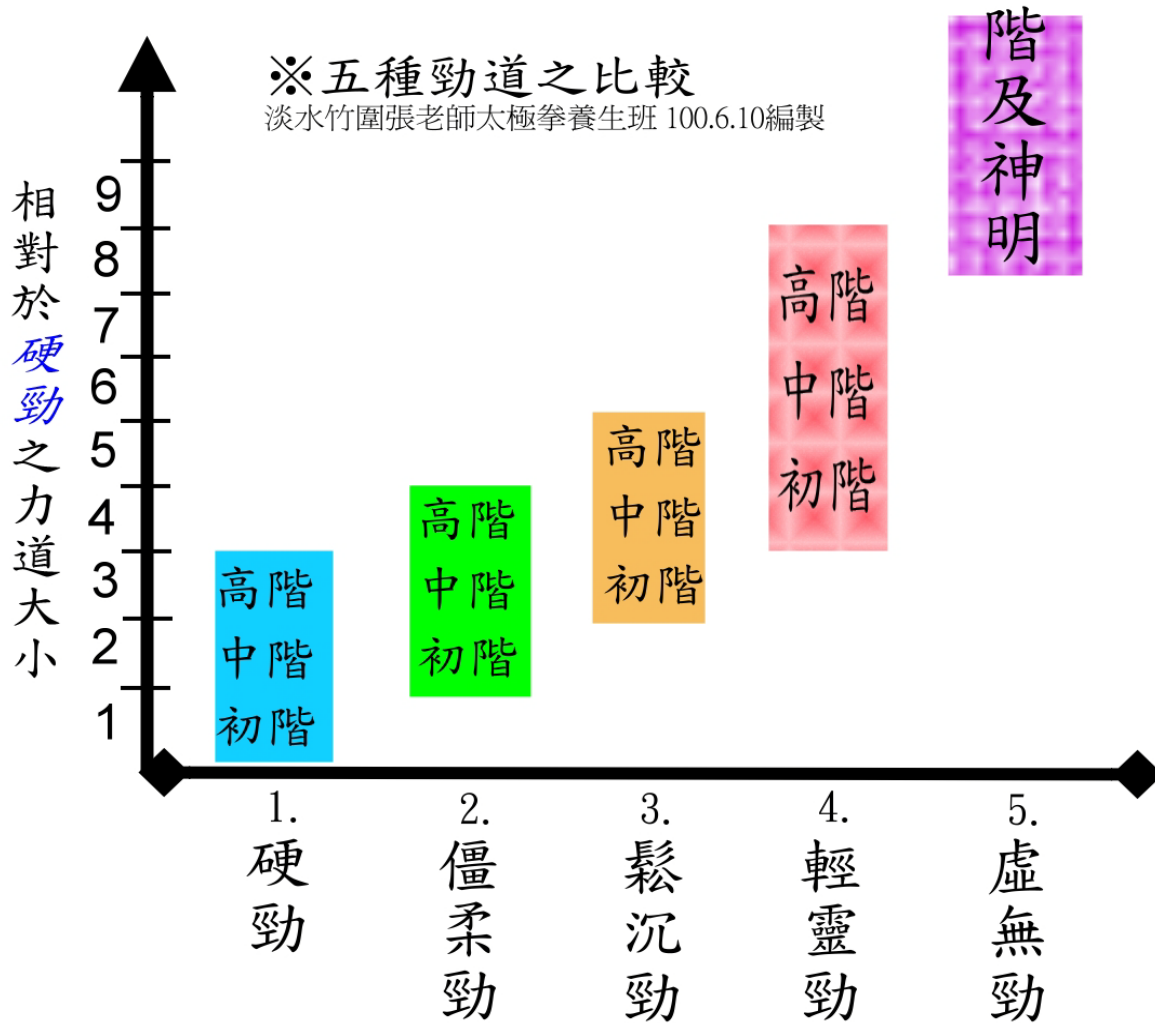 ※五種勁道之比較
淡水竹圍張老師太極拳養生班 100.6.10編製
相對於硬勁之力道大小
9
8
7
6
5
4
3
2
1
高階
中階
初階
高階
中階
初階
高階
中階
初階
高階
中階
初階
階及神明
1.
硬勁
2.
僵柔勁
3.
鬆沉勁
4.
輕靈勁
5.
虛無勁